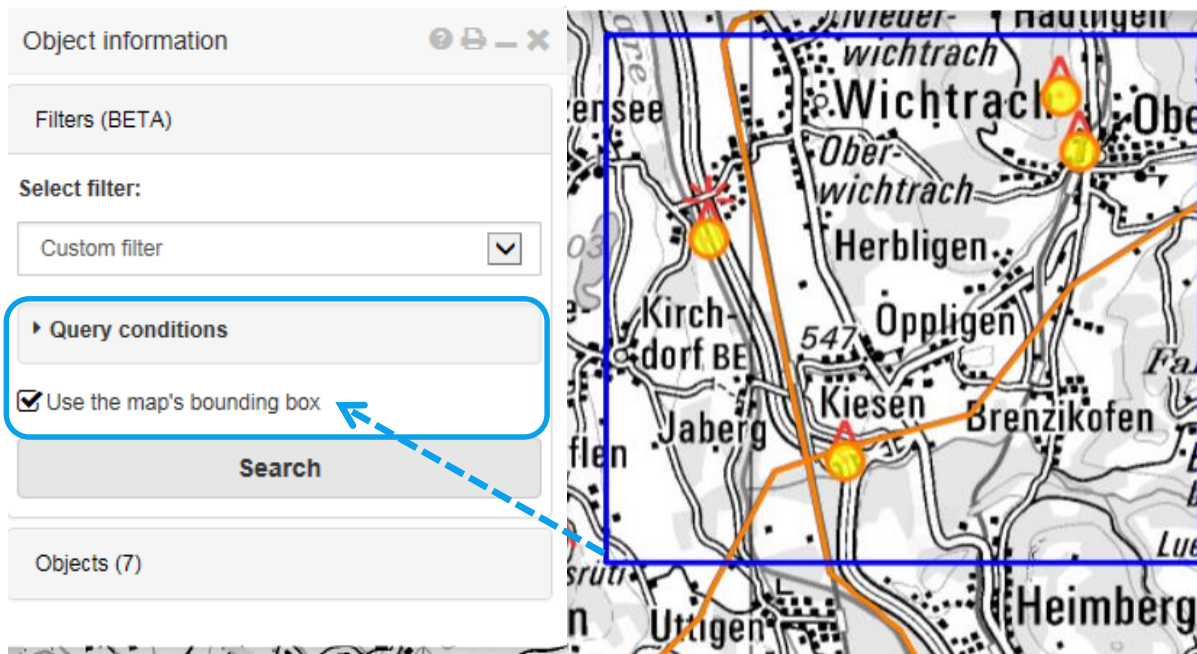 Object information
Filters (BETA)
Select filter:
Custom filter
Query conditions
Use the map's bounding box
Search
Objects (7)
wichtrach
Wichtrach
Ober-
wichtrach
Herbligen
Kirch-
dorf BE
547
Oppligen
Kiesen
Brenzikofen
Jaberg
Uttigen
Heimberg